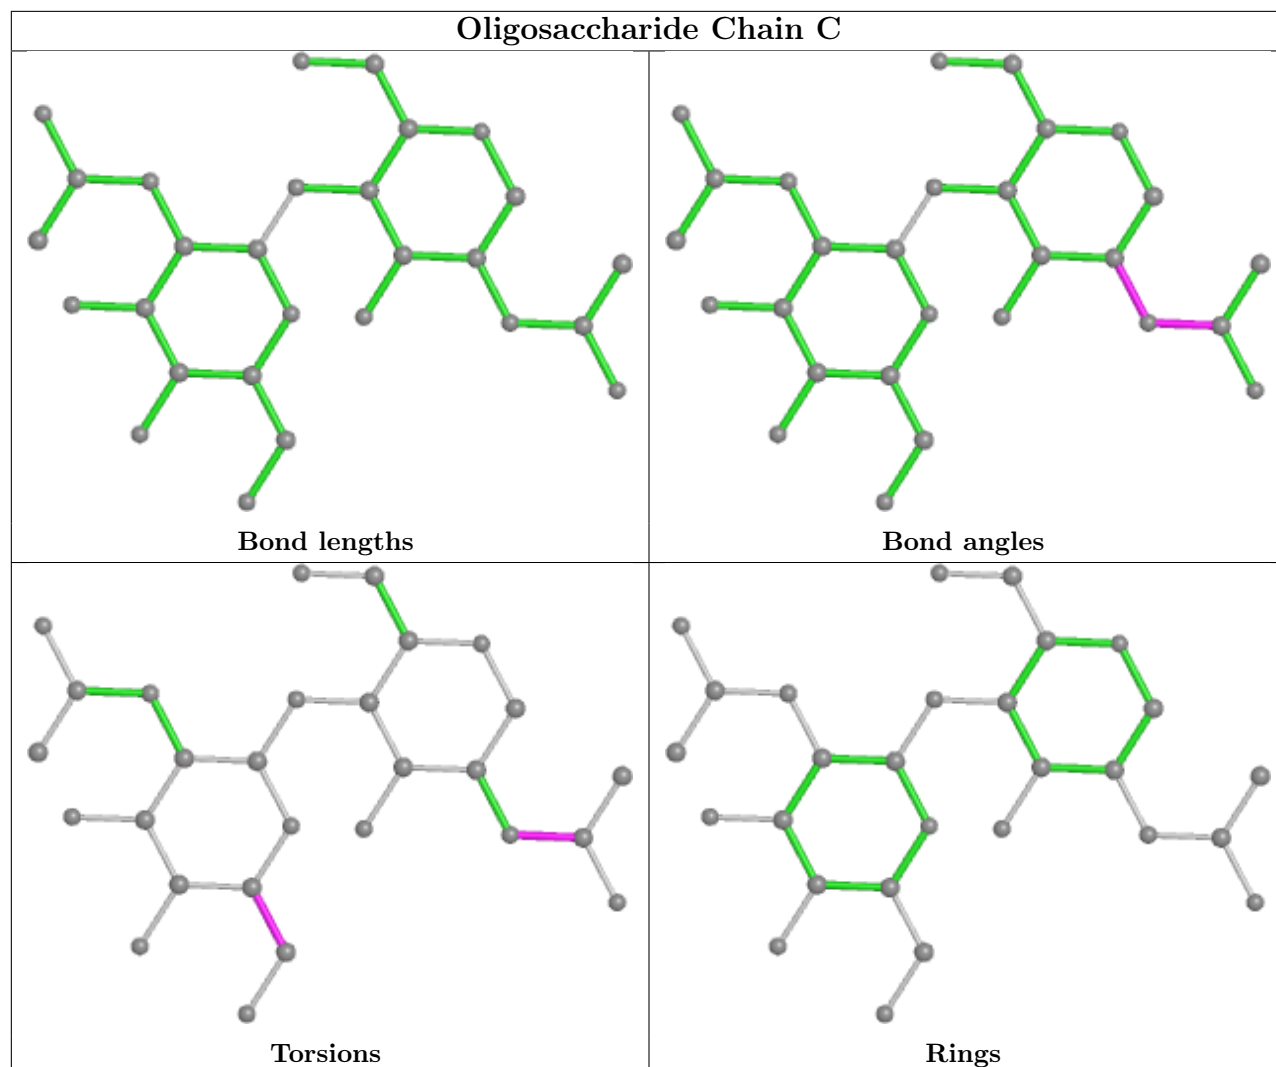 Oligosaccharide Chain C
Bond lengths
Bond angles
Torsions
Rings